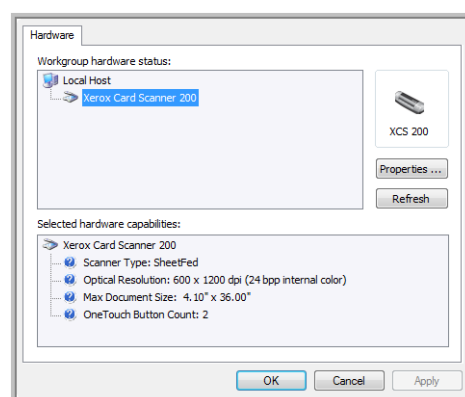 Hardware
Workgroup hardware status:
Local Host
Xerox Card Scanner 200
XCS 200
Properties ...
Refresh
Selected hardware capabilities:
Xerox Card Scanner 200
Scanner Type: SheetFed
Optical Resolution: 600 x 1200 dpi (24 bpp internal color)
Max Document Size: 4.10" x 36.00"
OneTouch Button Count: 2
OK Cancel Apply